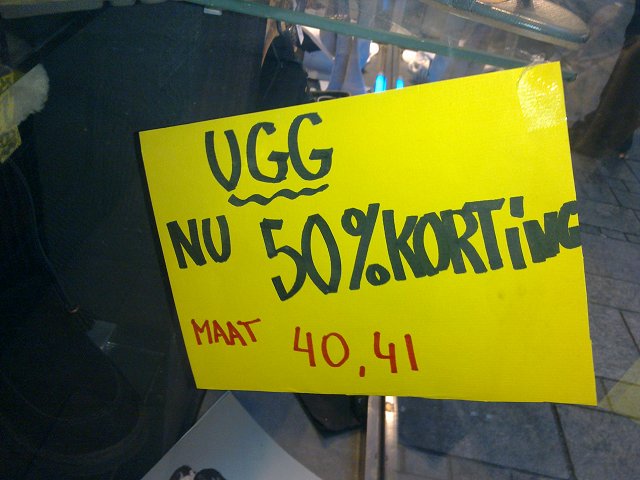 UGG
NU 50% KORTiNG
MAAT 40,41